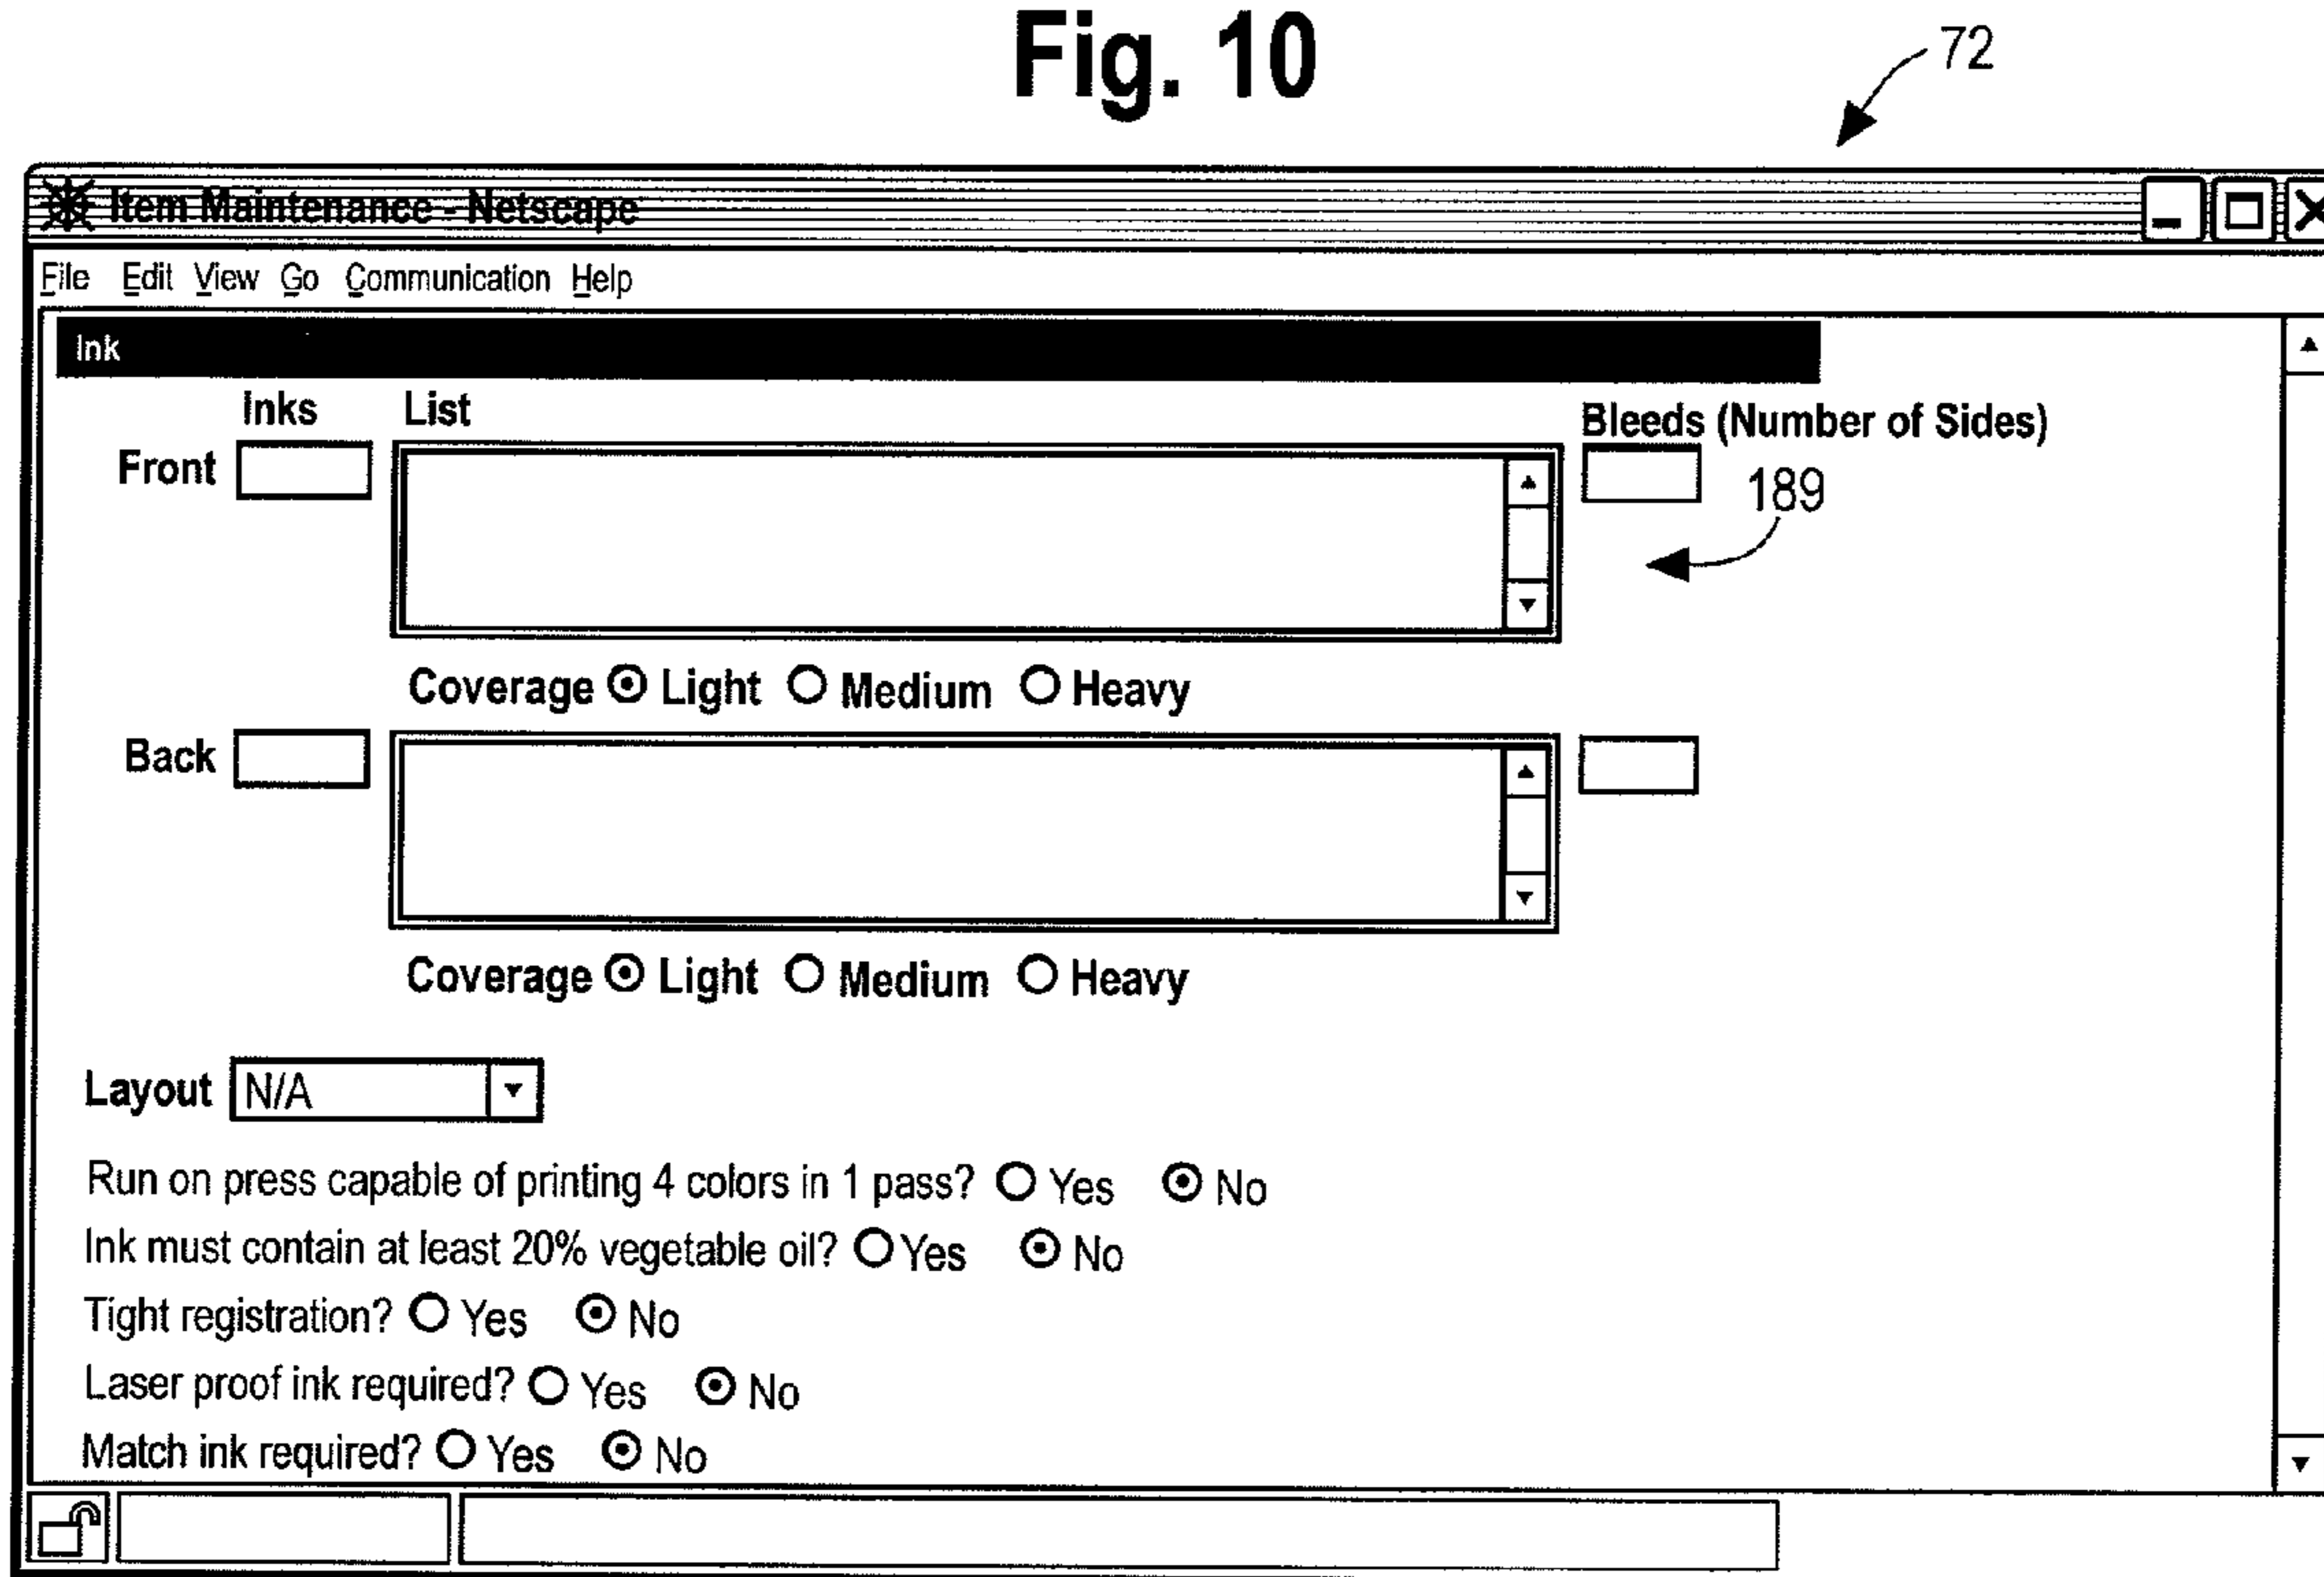 Fig. 10
72
Item Maintenance - Netscape
File Edit View Go Communication Help
Ink
Inks List Bleeds (Number of Sides)
Front
189
Coverage Light Medium Heavy
Back
Coverage Light Medium Heavy
Layout N/A
Run on press capable of printing 4 colors in 1 pass? Yes No
Ink must contain at least 20% vegetable oil? Yes No
Tight registration? Yes No
Laser proof ink required? Yes No
Match ink required? Yes No